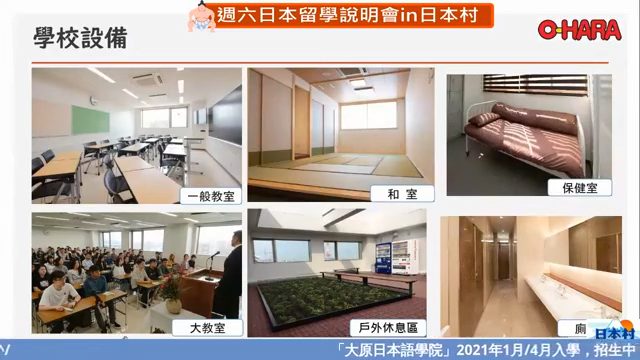 週六日本留學說明會in日本村
學校設備
O-HARA
一般教室
和 室
保健室
大教室
戶外休息區
廁
日本村
「大原日本語學院」2021年1月/4月入學，招生中